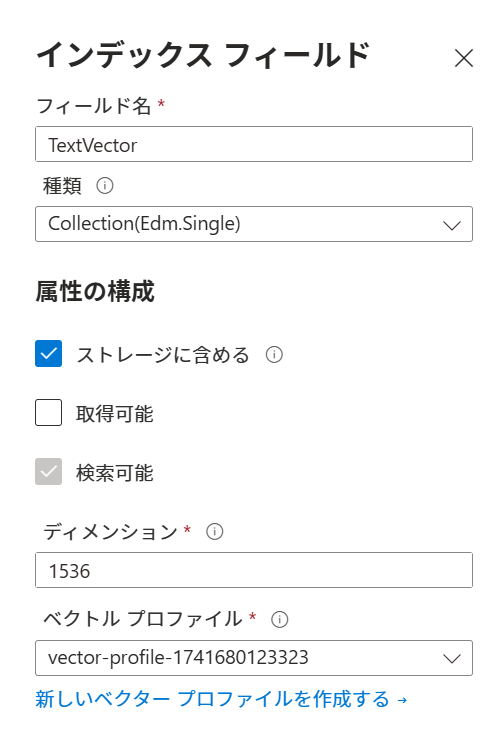 インデックス フィールド
フィールド名 *
TextVector
種類
Collection(Edm.Single)
属性の構成
ストレージに含める
取得可能
検索可能
ディメンション *
1536
ベクトル プロファイル *
vector-profile-1741680123323
新しいベクター プロファイルを作成する →